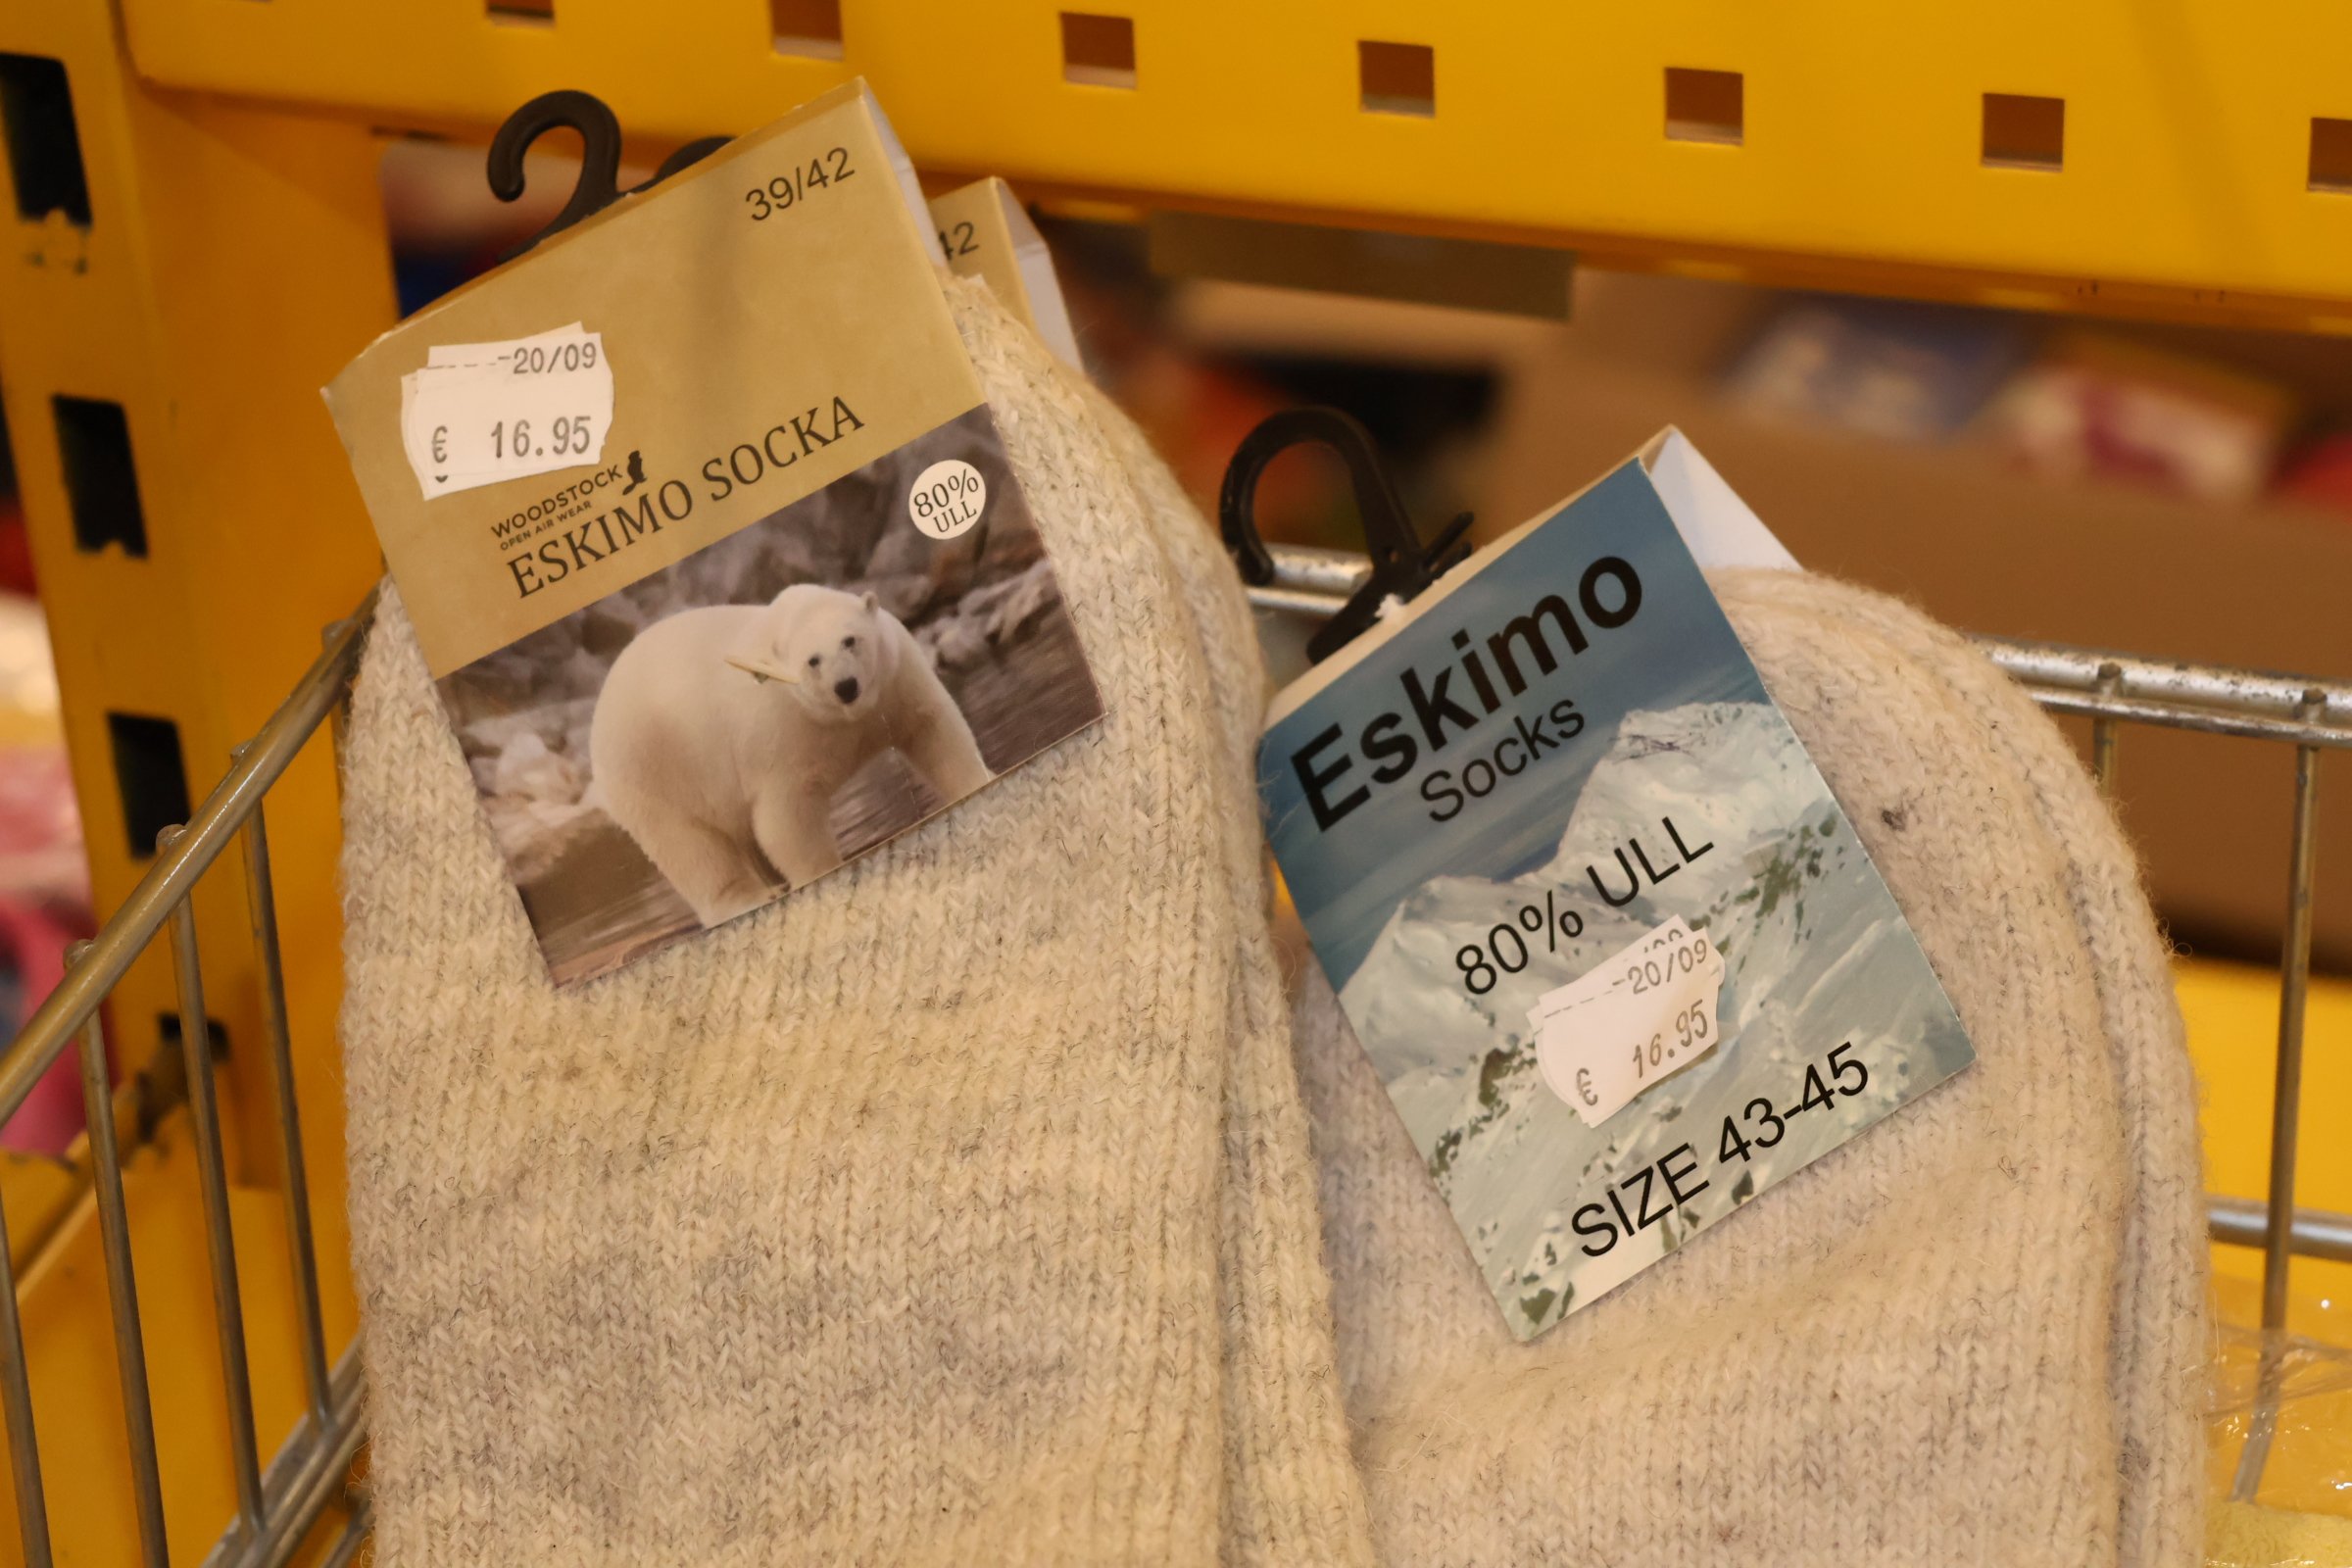 39/42
42
-20/09
€ 16.95
WOODSTOCK
OPEN AIR WEAR
ESKIMO SOCKA
80%
ULL
Eskimo
Socks
80% ULL
-20/09
€ 16.95
SIZE 43-45